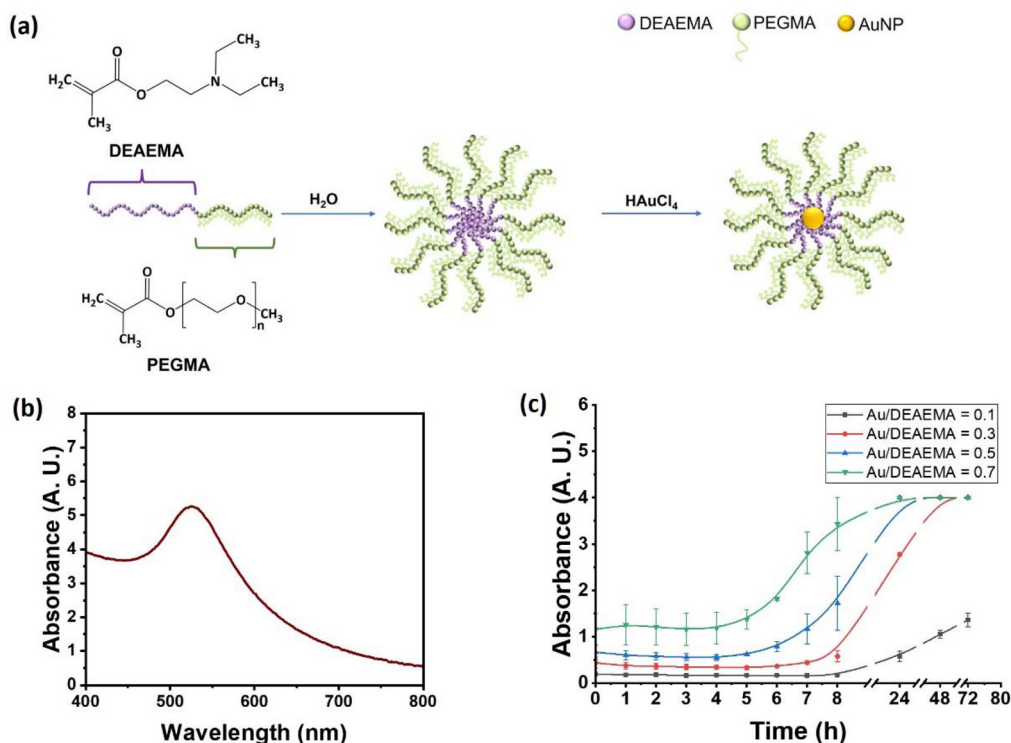 (a)
DEAEMA PEGMA AuNP
O
H₂C
O
N
CH₃
CH₃
CH₃
DEAEMA
H₂O
HAuCl₄
O
H₂C
O
O
CH₃
n
CH₃
PEGMA
(b)
Absorbance (A. U.)
8
7
6
5
4
3
2
1
0
400 500 600 700 800
Wavelength (nm)
(c)
Absorbance (A. U.)
6
5
4
3
2
1
0
Au/DEAEMA = 0.1
Au/DEAEMA = 0.3
Au/DEAEMA = 0.5
Au/DEAEMA = 0.7
0 1 2 3 4 5 6 7 8 24 48 72 80
Time (h)